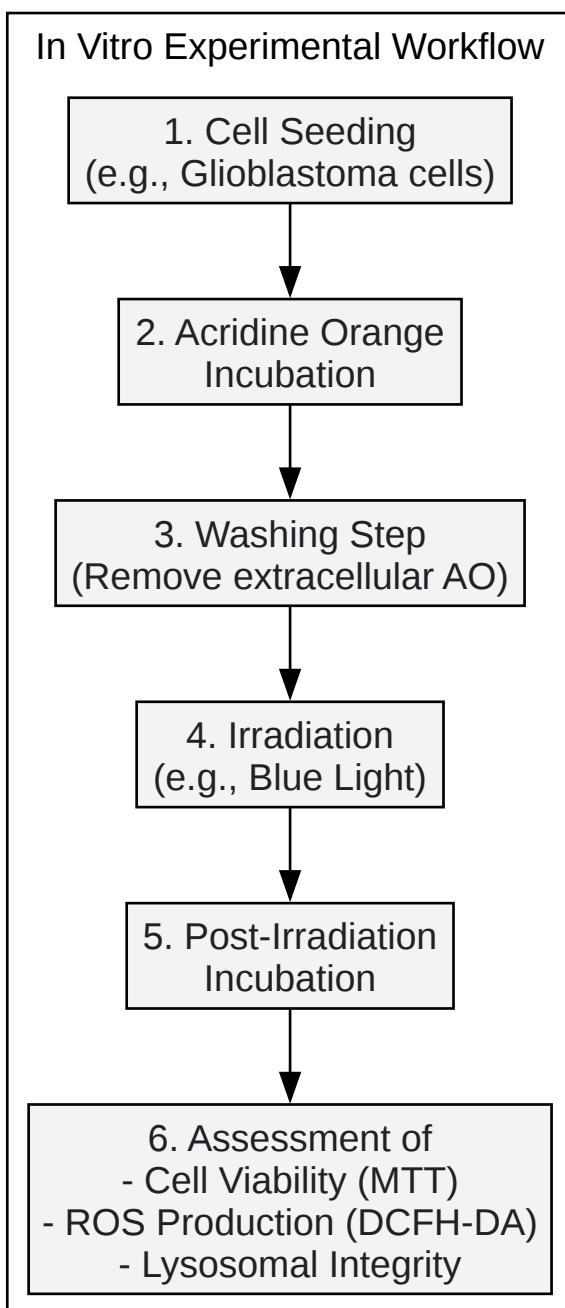 In Vitro Experimental Workflow
1. Cell Seeding
(e.g., Glioblastoma cells)
2. Acridine Orange
Incubation
3. Washing Step
(Remove extracellular AO)
4. Irradiation
(e.g., Blue Light)
5. Post-Irradiation
Incubation
6. Assessment of
- Cell Viability (MTT)
- ROS Production (DCFH-DA)
- Lysosomal Integrity